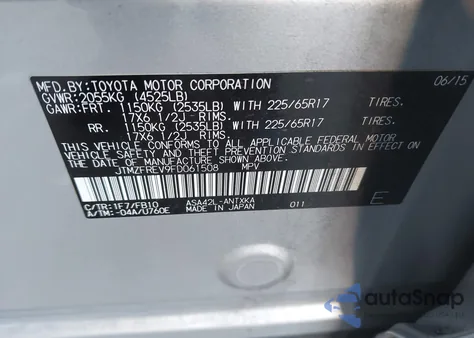 MFD.BY:TOYOTA MOTOR CORPORATION 06/15
GVWR:2055KG (4525LB)
GAWR:FRT. 1150KG (2535LB) WITH 225/65R17 TIRES.
17X6 1/2J RIMS.
RR. 1150KG (2535LB) WITH 225/65R17 TIRES.
17X6 1/2J RIMS.
THIS VEHICLE CONFORMS TO ALL APPLICABLE FEDERAL MOTOR
VEHICLE SAFETY AND THEFT PREVENTION STANDARDS IN EFFECT ON
THE DATE OF MANUFACTURE SHOWN ABOVE.
JTMZFREV9FD061508 MPV
C/TR:1F7/FB10 ASA42L-ANTXKA
A/TM:-04A/U760E MADE IN JAPAN 011 E
autoSnap